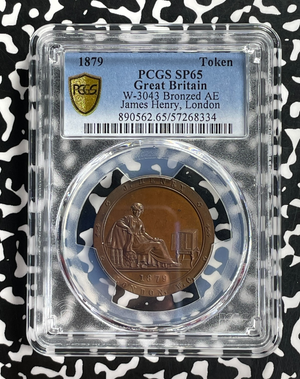 1879 Token
PCGS SP65
Great Britain
W-3043 Bronzed AE
James Henry, London
890562.65/57268334
PCGS
1879